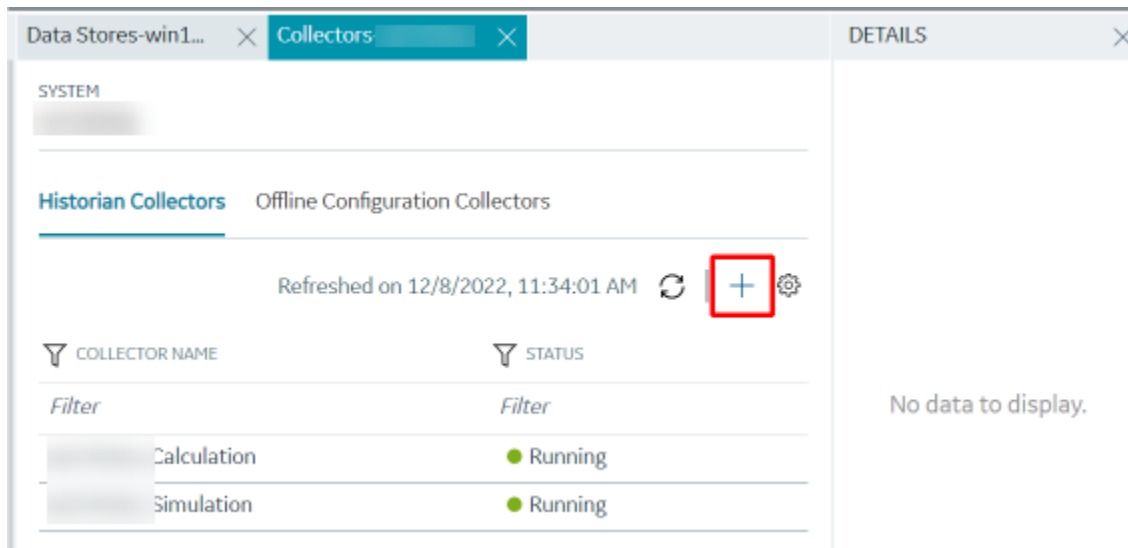 Data Stores-win1...
Collectors-
DETAILS
SYSTEM
Historian Collectors
Offline Configuration Collectors
Refreshed on 12/8/2022, 11:34:01 AM
COLLECTOR NAME
STATUS
Filter
Filter
No data to display.
Calculation
Running
Simulation
Running